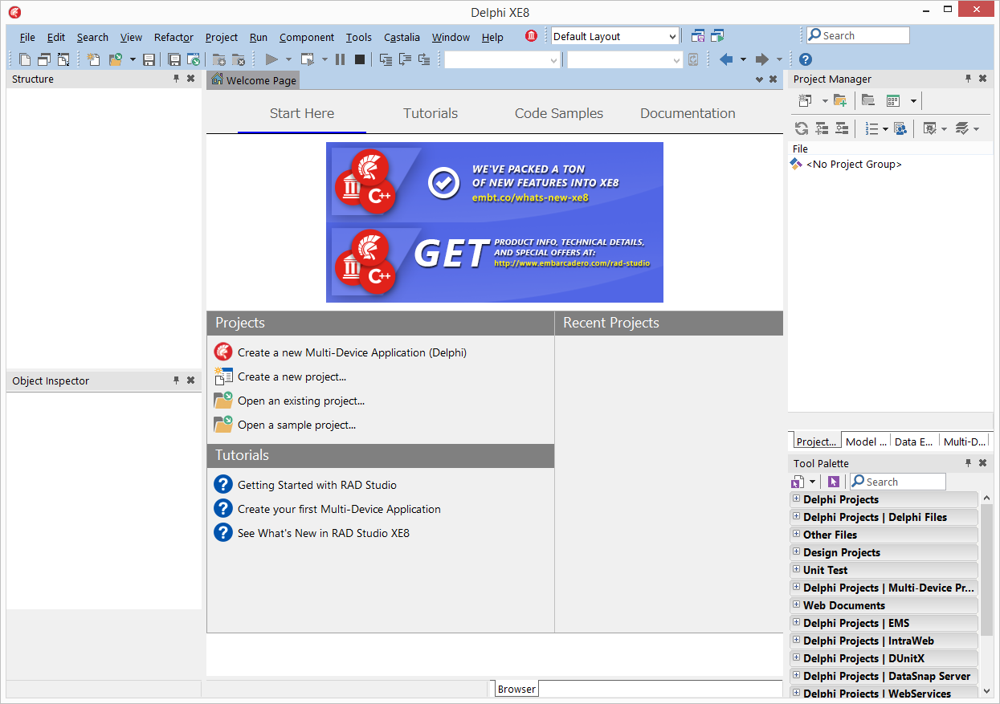 Delphi XE8
File Edit Search View Refactor Project Run Component Tools Castalia Window Help
Default Layout
Search
Structure
Welcome Page
Project Manager
Start Here Tutorials Code Samples Documentation
File
<No Project Group>
WE'VE PACKED A TON
OF NEW FEATURES INTO XE8
embt.co/whats-new-xe8
C++
GET
PRODUCT INFO, TECHNICAL DETAILS,
AND SPECIAL OFFERS AT:
http://www.embarcadero.com/rad-studio
C++
Projects
Create a new Multi-Device Application (Delphi)
Create a new project...
Open an existing project...
Open a sample project...
Recent Projects
Tutorials
Getting Started with RAD Studio
Create your first Multi-Device Application
See What's New in RAD Studio XE8
Object Inspector
Project... Model ... Data E... Multi-D...
Tool Palette
Search
Delphi Projects
Delphi Projects | Delphi Files
Other Files
Design Projects
Unit Test
Delphi Projects | Multi-Device Pr...
Web Documents
Delphi Projects | EMS
Delphi Projects | IntraWeb
Delphi Projects | DUnitX
Delphi Projects | DataSnap Server
Delphi Projects | WebServices
Browser